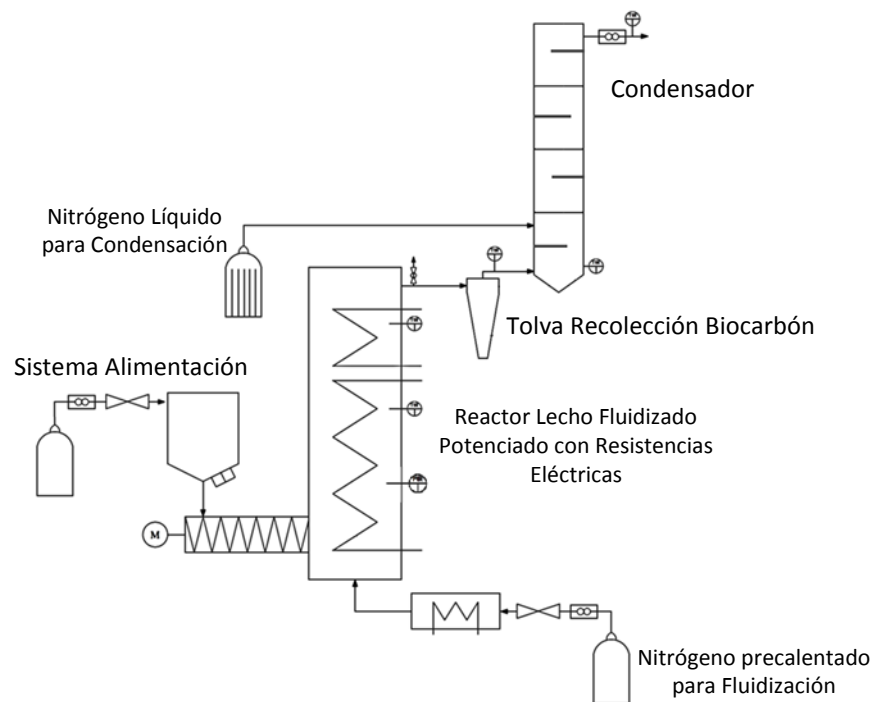 Condensador
Nitrógeno Líquido
para Condensación
Tolva Recolección Biocarbón
Sistema Alimentación
Reactor Lecho Fluidizado
Potenciado con Resistencias
Eléctricas
M
Nitrógeno precalentado
para Fluidización